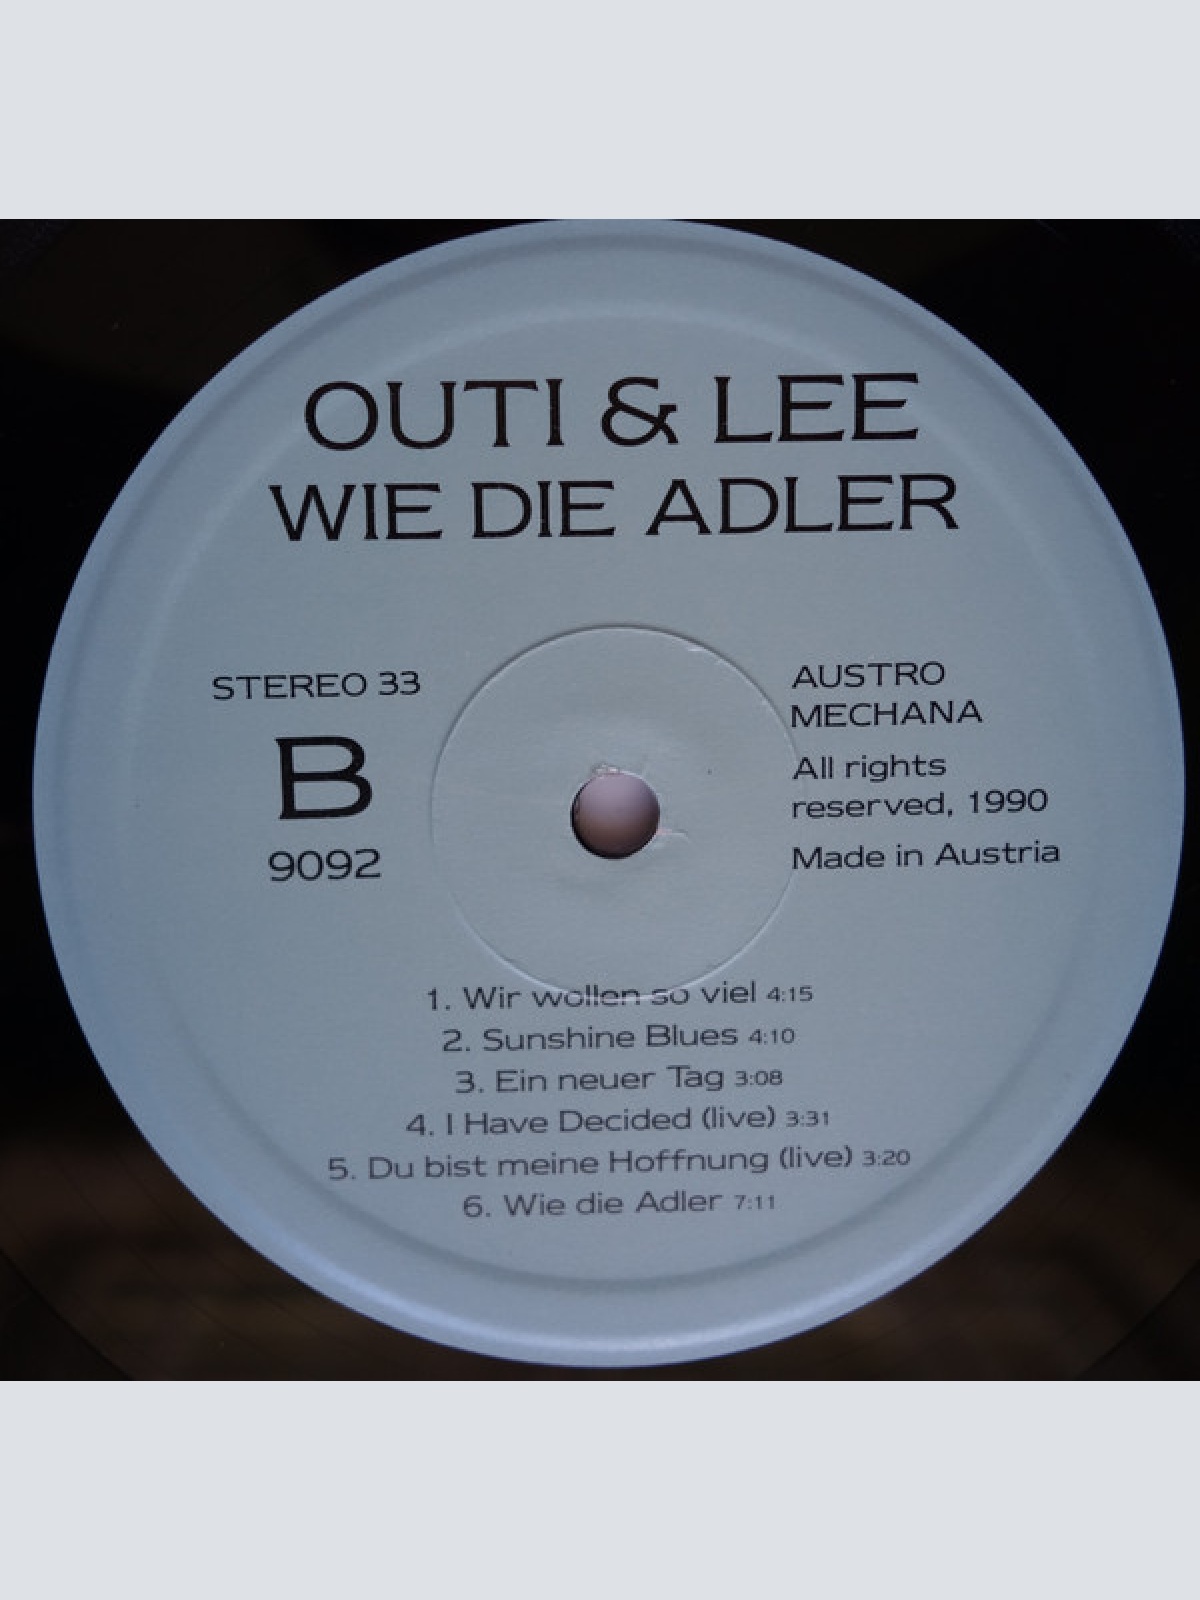 OUTI & LEE
WIE DIE ADLER
STEREO 33
B
9092
AUSTRO
MECHANA
All rights
reserved, 1990
Made in Austria
1. Wir wollen so viel 4:15
2. Sunshine Blues 4:10
3. Ein neuer Tag 3:08
4. I Have Decided (live) 3:31
5. Du bist meine Hoffnung (live) 3:20
6. Wie die Adler 7:11